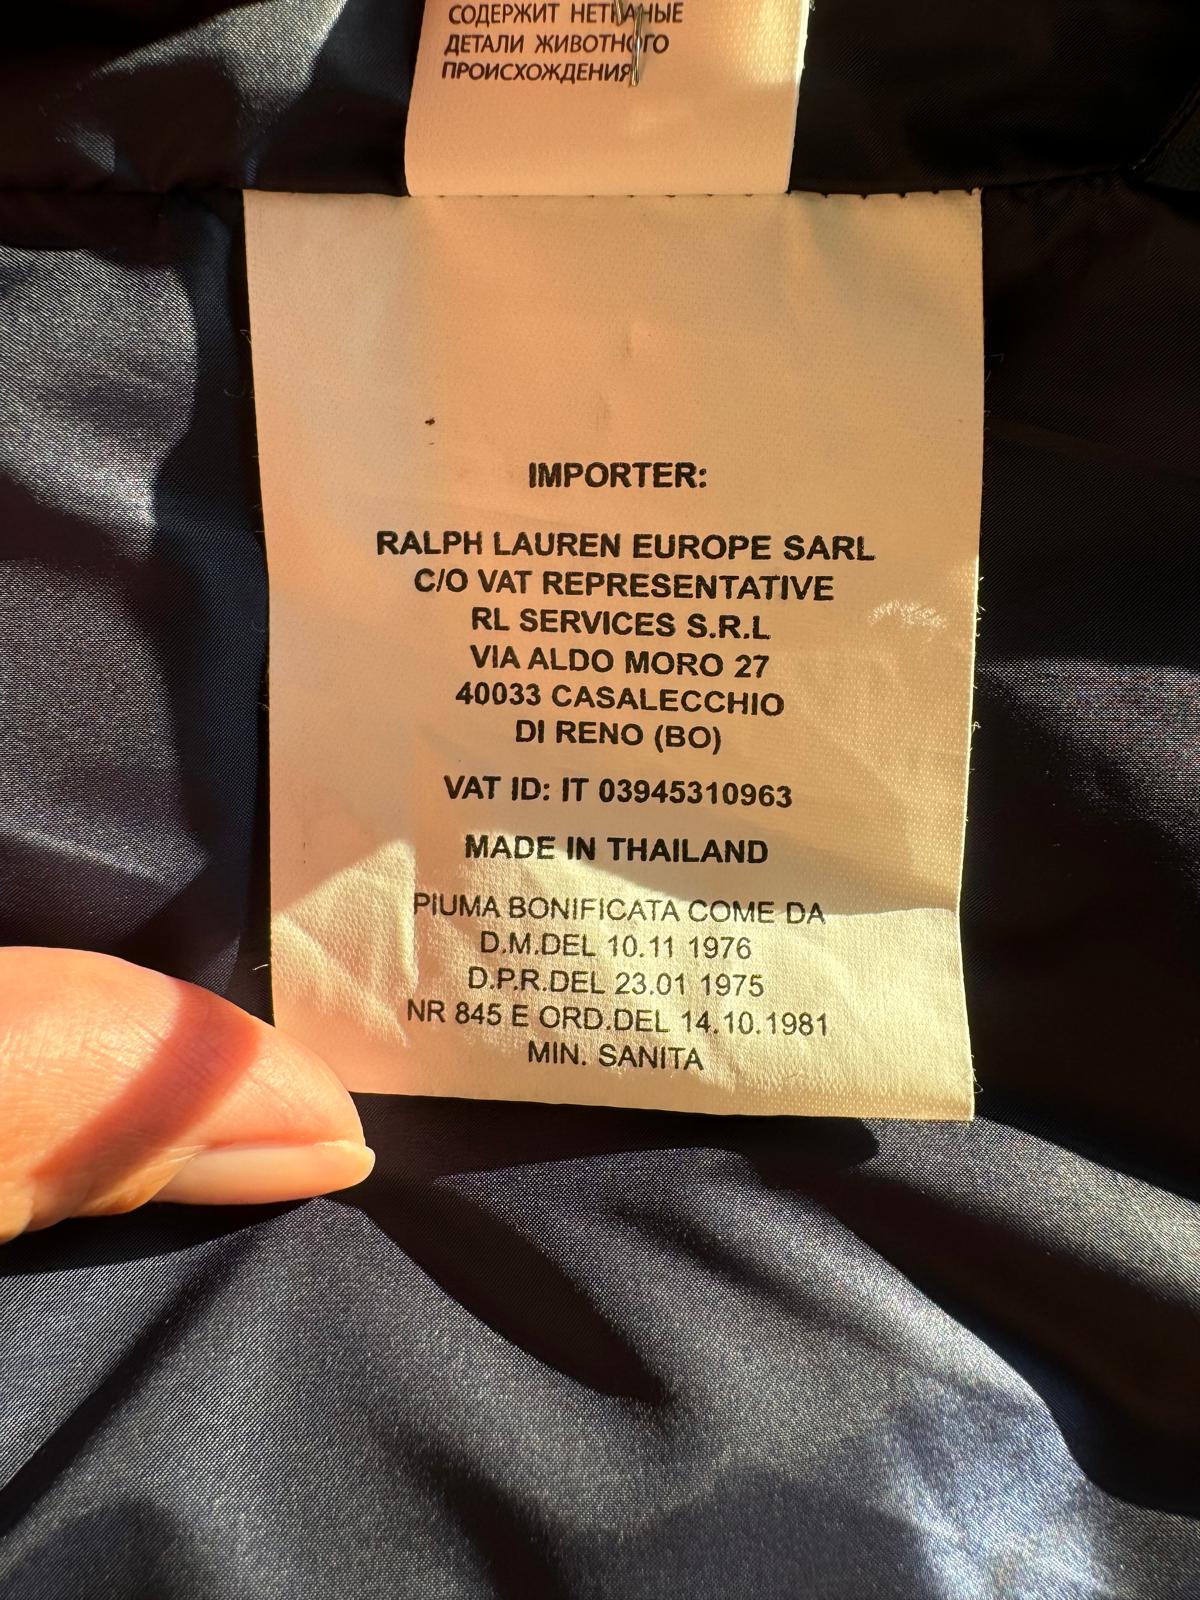 СОДЕРЖИТ НЕТКАНЫЕ
ДЕТАЛИ ЖИВОТНОГО
ПРОИСХОЖДЕНИЯ
IMPORTER:
RALPH LAUREN EUROPE SARL
C/O VAT REPRESENTATIVE
RL SERVICES S.R.L
VIA ALDO MORO 27
40033 CASALECCHIO
DI RENO (BO)
VAT ID: IT 03945310963
MADE IN THAILAND
PIUMA BONIFICATA COME DA
D.M.DEL 10.11 1976
D.P.R.DEL 23.01 1975
NR 845 E ORD.DEL 14.10.1981
MIN. SANITA